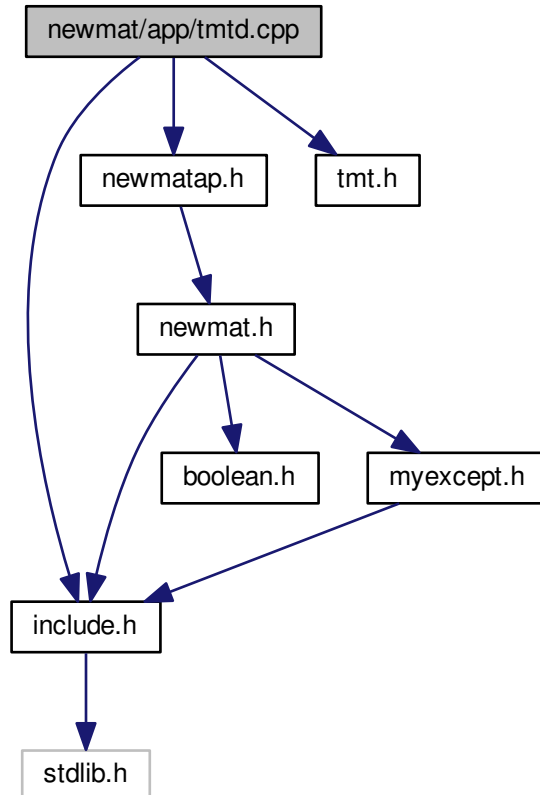 newmat/app/tmtd.cpp
newmatap.h
tmt.h
newmat.h
boolean.h
myexcept.h
include.h
stdlib.h